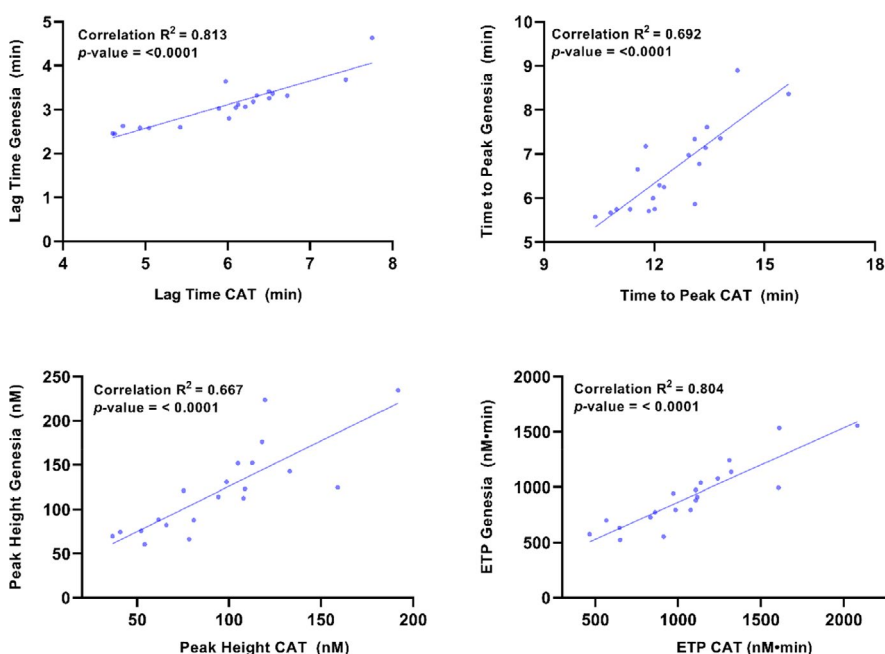 Correlation R² = 0.813
p-value = <0.0001
Lag Time Genesia (min)
5
4
3
2
1
0
4 5 6 7 8
Lag Time CAT (min)
Correlation R² = 0.692
p-value = <0.0001
Time to Peak Genesia (min)
10
9
8
7
6
5
9 12 15 18
Time to Peak CAT (min)
Correlation R² = 0.667
p-value = < 0.0001
Peak Height Genesia (nM)
250
200
150
100
50
0
50 100 150 200
Peak Height CAT (nM)
Correlation R² = 0.804
p-value = < 0.0001
ETP Genesia (nM•min)
2000
1500
1000
500
0
500 1000 1500 2000
ETP CAT (nM•min)